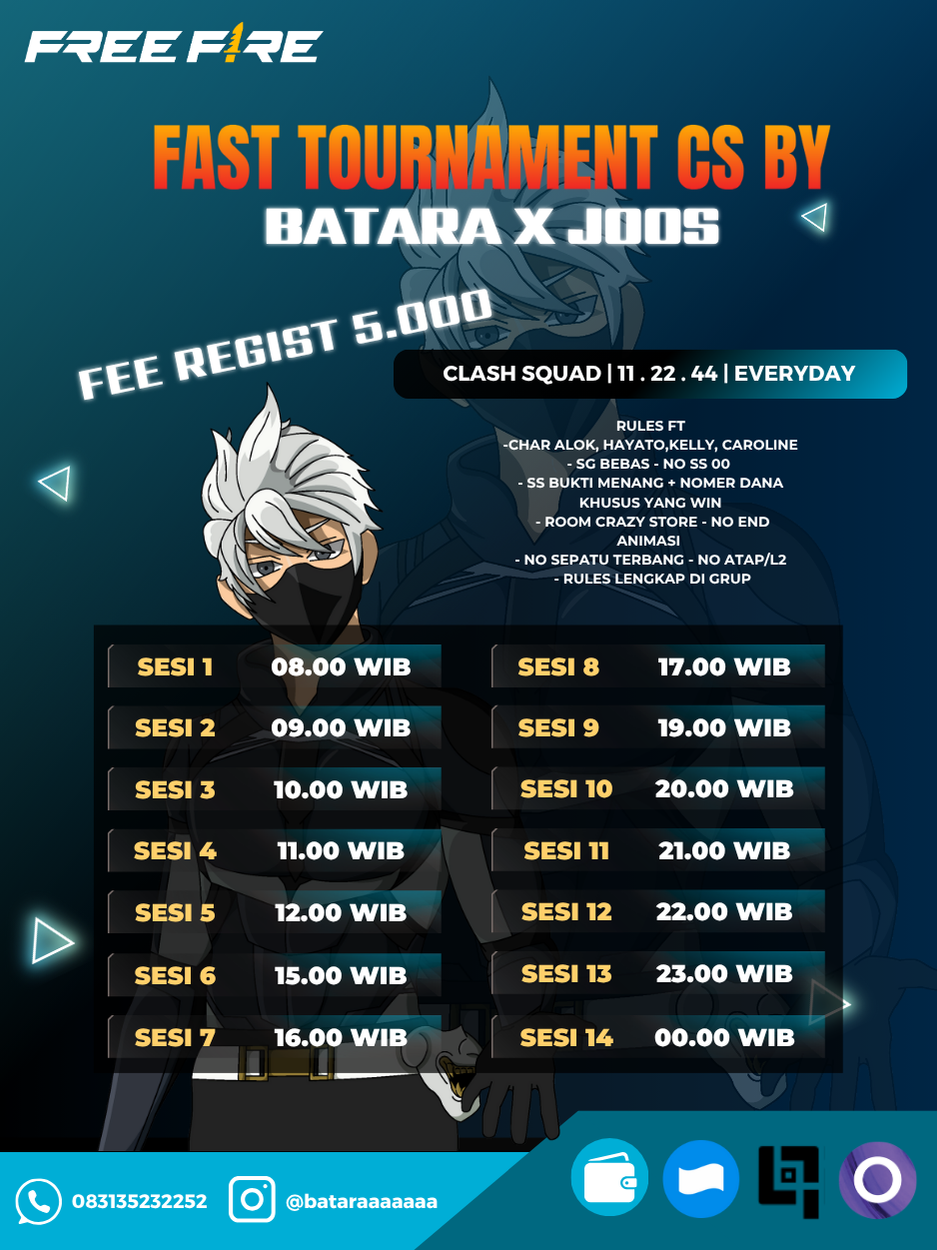 FREE FIRE
FAST TOURNAMENT CS BY
BATARA X JOOS
FEE REGIST 5.000
CLASH SQUAD | 11 . 22 . 44 | EVERYDAY
RULES FT
-CHAR ALOK, HAYATO,KELLY, CAROLINE
- SG BEBAS - NO SS 00
- SS BUKTI MENANG + NOMER DANA
KHUSUS YANG WIN
- ROOM CRAZY STORE - NO END
ANIMASI
- NO SEPATU TERBANG - NO ATAP/L2
- RULES LENGKAP DI GRUP
SESI 1 08.00 WIB
SESI 2 09.00 WIB
SESI 3 10.00 WIB
SESI 4 11.00 WIB
SESI 5 12.00 WIB
SESI 6 15.00 WIB
SESI 7 16.00 WIB
SESI 8 17.00 WIB
SESI 9 19.00 WIB
SESI 10 20.00 WIB
SESI 11 21.00 WIB
SESI 12 22.00 WIB
SESI 13 23.00 WIB
SESI 14 00.00 WIB
083135232252 @bataraaaaaaa